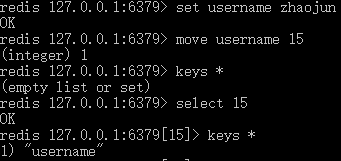 redis 127.0.0.1:6379> set username zhaojun
OK
redis 127.0.0.1:6379> move username 15
(integer) 1
redis 127.0.0.1:6379> keys *
(empty list or set)
redis 127.0.0.1:6379> select 15
OK
redis 127.0.0.1:6379[15]> keys *
1) "username"